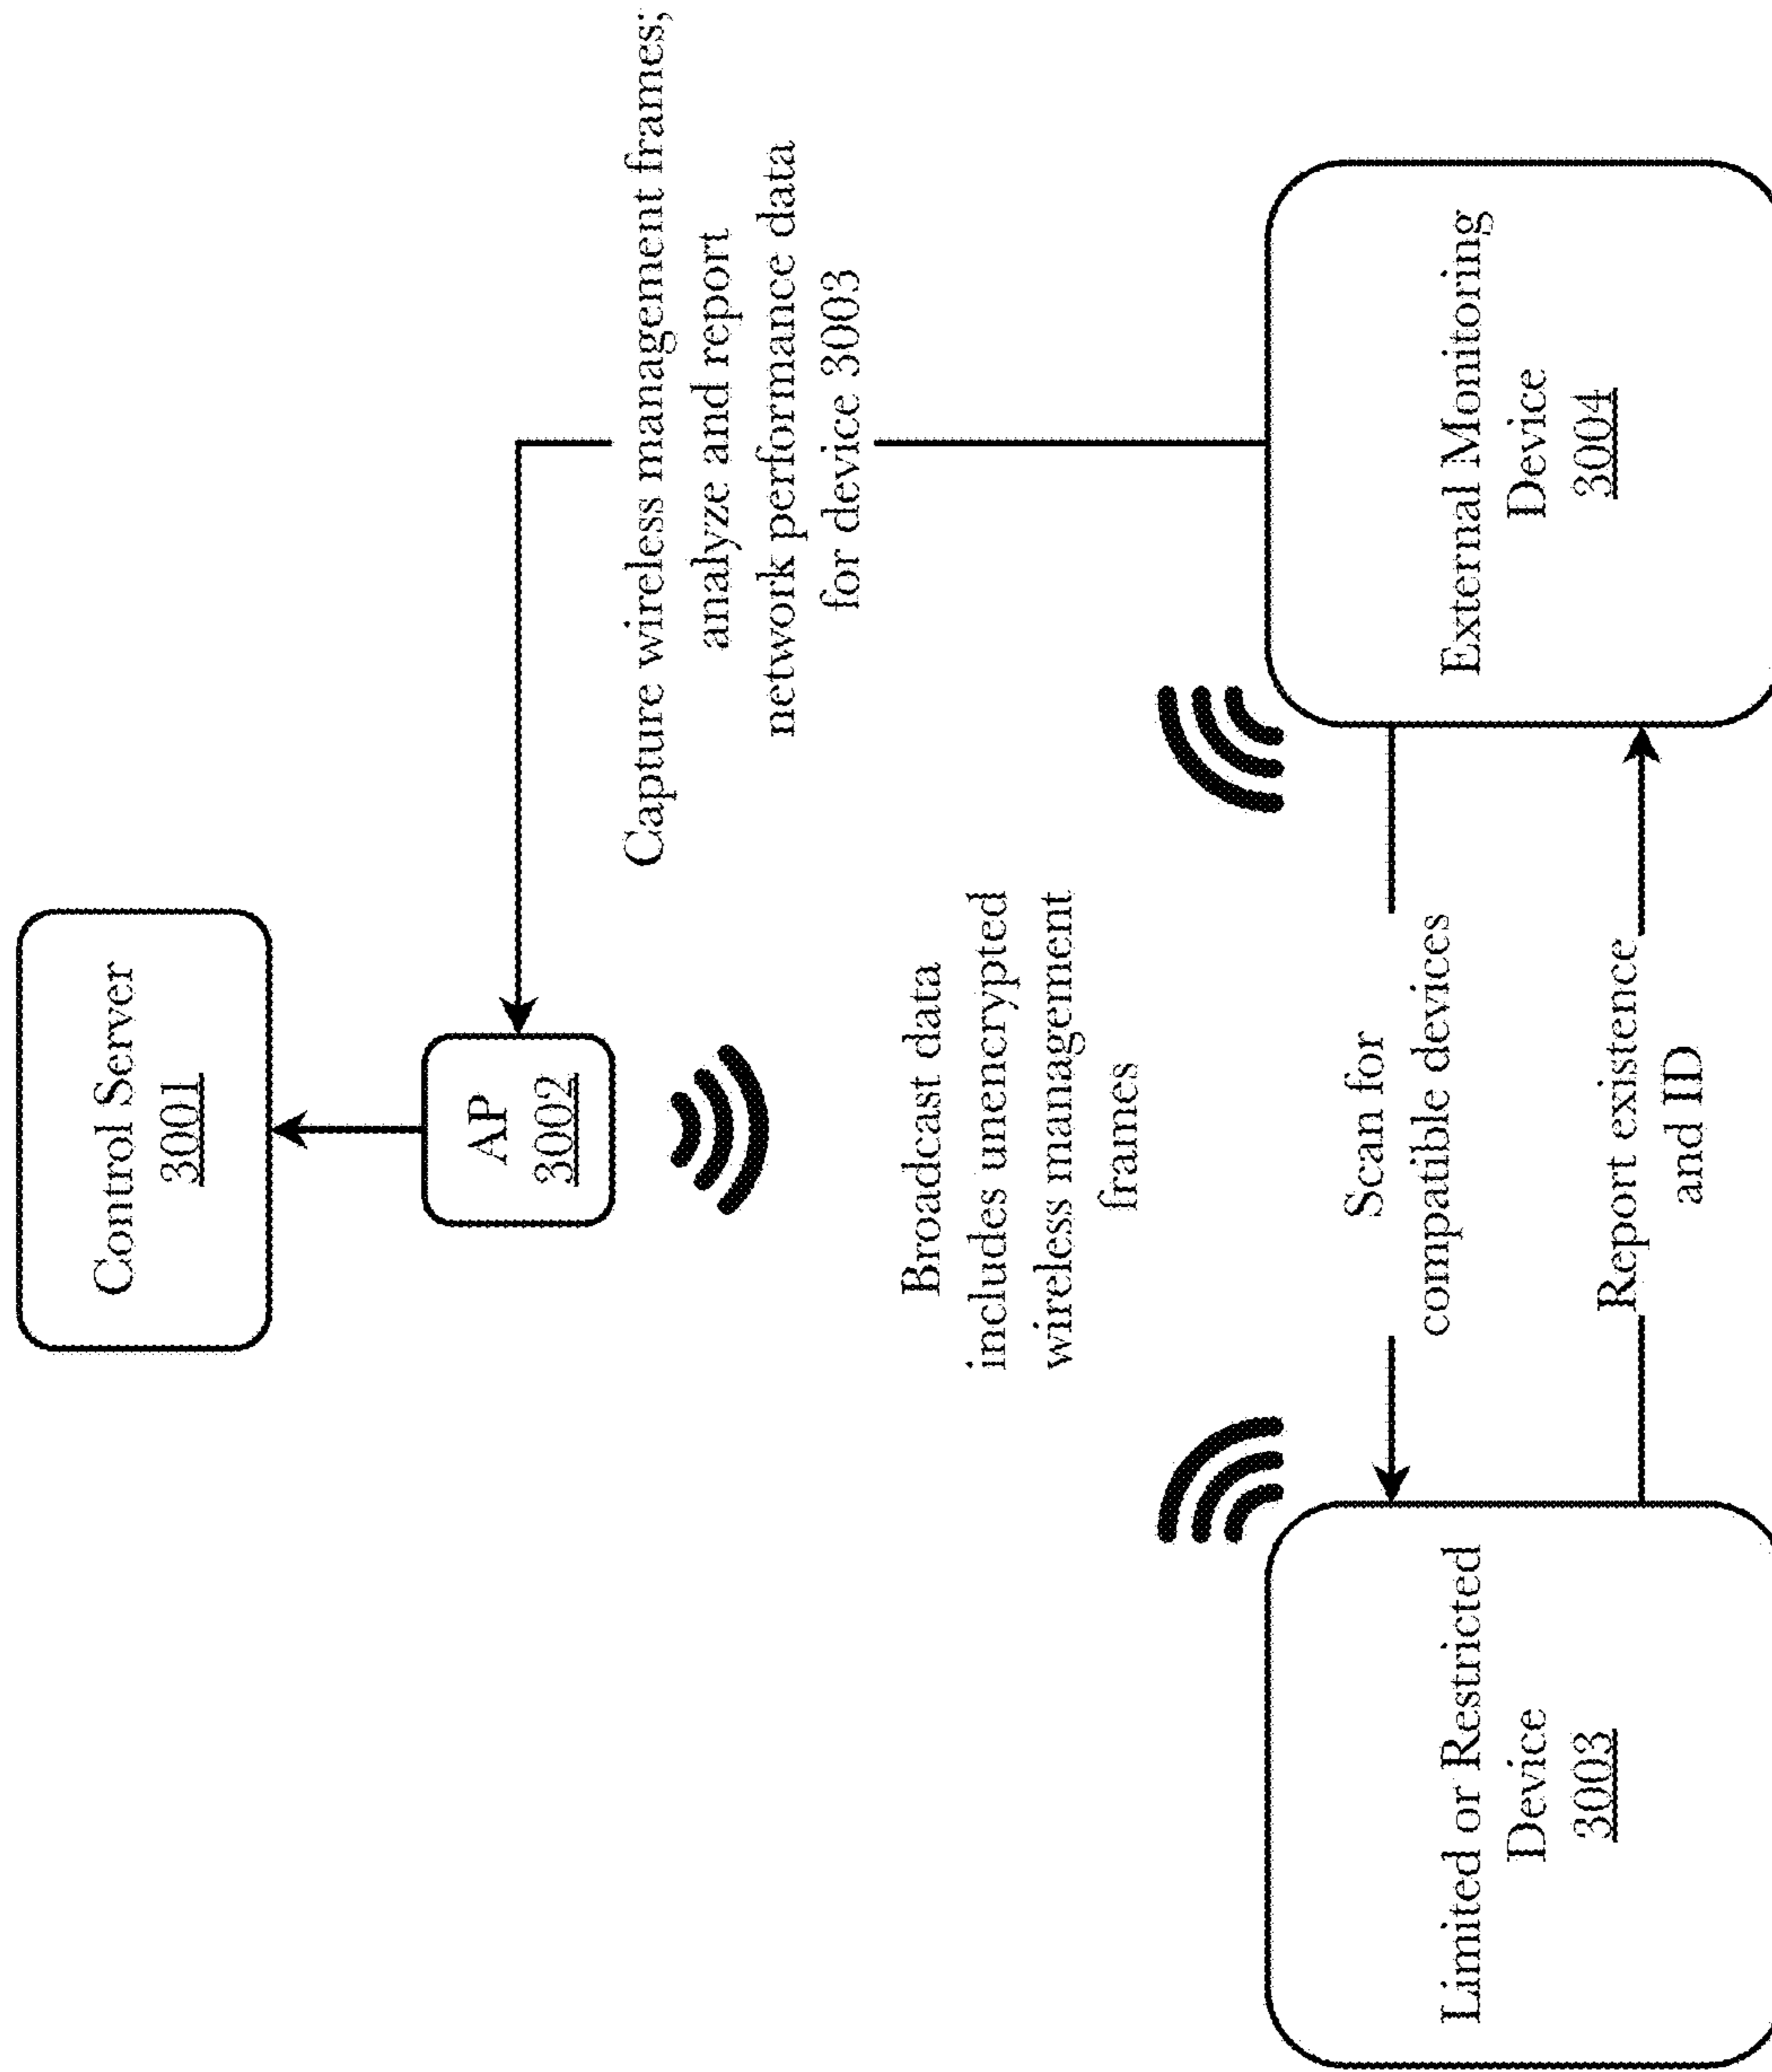 Control Server
3001
AP
3002
Capture wireless management frames;
analyze and report
network performance data
for device 3003
Broadcast data
includes unencrypted
wireless management
frames
Scan for
compatible devices
Report existence
and ID
Limited or Restricted
Device
3003
External Monitoring
Device
3004